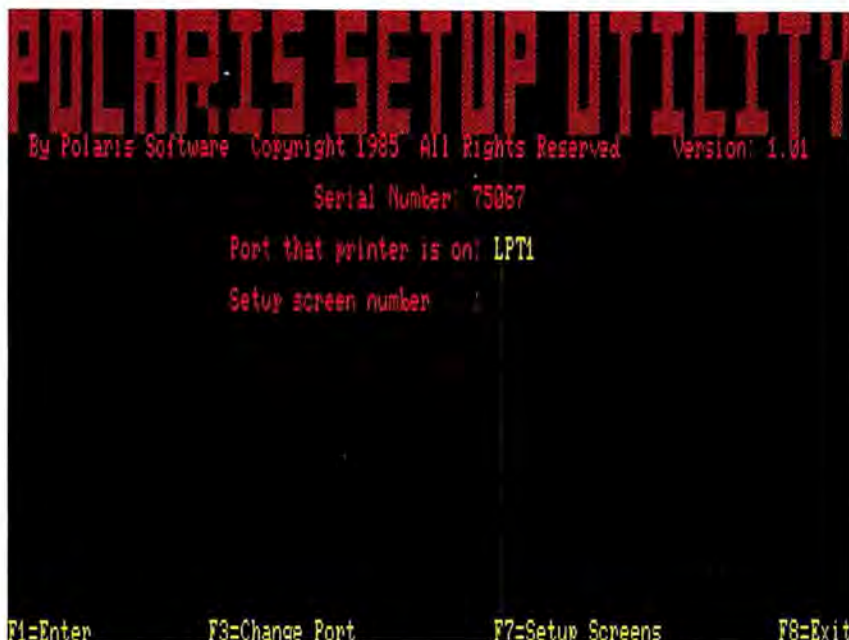 POLARIS SETUP UTILITY
By Polaris Software Copyright 1985 All Rights Reserved Version: 1.01
Serial Number: 75067
Port that printer is on: LPT1
Setup screen number :
F1=Enter F3=Change Port F7=Setup Screens F8=Exit